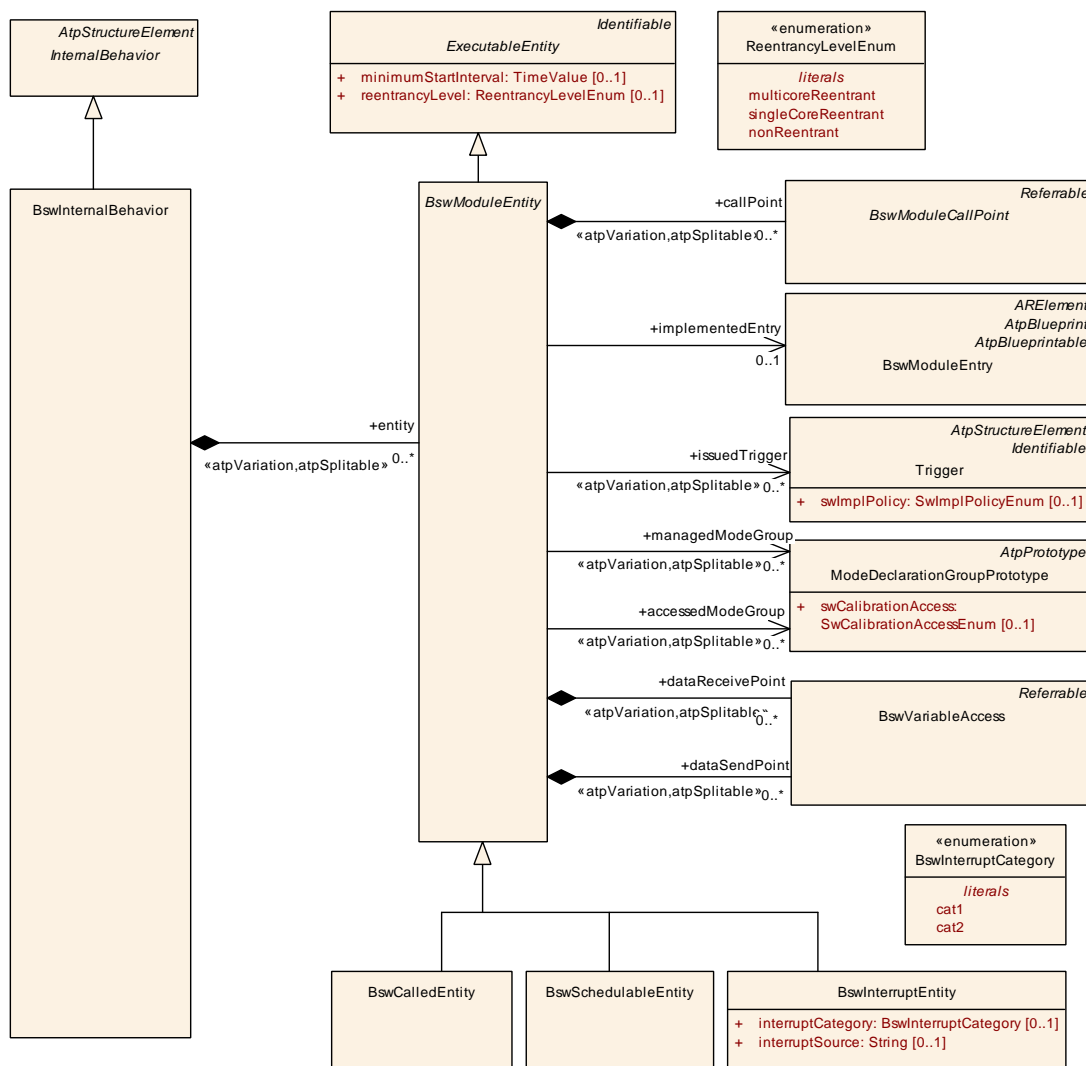 AtpStructureElement
InternalBehavior
Identifiable
ExecutableEntity
+ minimumStartInterval: TimeValue [0..1]
+ reentrancyLevel: ReentrancyLevelEnum [0..1]
«enumeration»
ReentrancyLevelEnum
literals
multicoreReentrant
singleCoreReentrant
nonReentrant
BswInternalBehavior
BswModuleEntity
+callPoint
«atpVariation,atpSplitable» 0..*
Referrable
BswModuleCallPoint
+implementedEntry
0..1
ARElement
AtpBlueprint
AtpBlueprintable
BswModuleEntry
+entity
«atpVariation,atpSplitable» 0..*
+issuedTrigger
«atpVariation,atpSplitable» 0..*
AtpStructureElement
Identifiable
Trigger
+ swImplPolicy: SwImplPolicyEnum [0..1]
+managedModeGroup
«atpVariation,atpSplitable» 0..*
AtpPrototype
ModeDeclarationGroupPrototype
+ swCalibrationAccess:
SwCalibrationAccessEnum [0..1]
+accessedModeGroup
«atpVariation,atpSplitable» 0..*
+dataReceivePoint
«atpVariation,atpSplitable» 0..*
Referrable
BswVariableAccess
+dataSendPoint
«atpVariation,atpSplitable» 0..*
«enumeration»
BswInterruptCategory
literals
cat1
cat2
BswCalledEntity
BswSchedulableEntity
BswInterruptEntity
+ interruptCategory: BswInterruptCategory [0..1]
+ interruptSource: String [0..1]